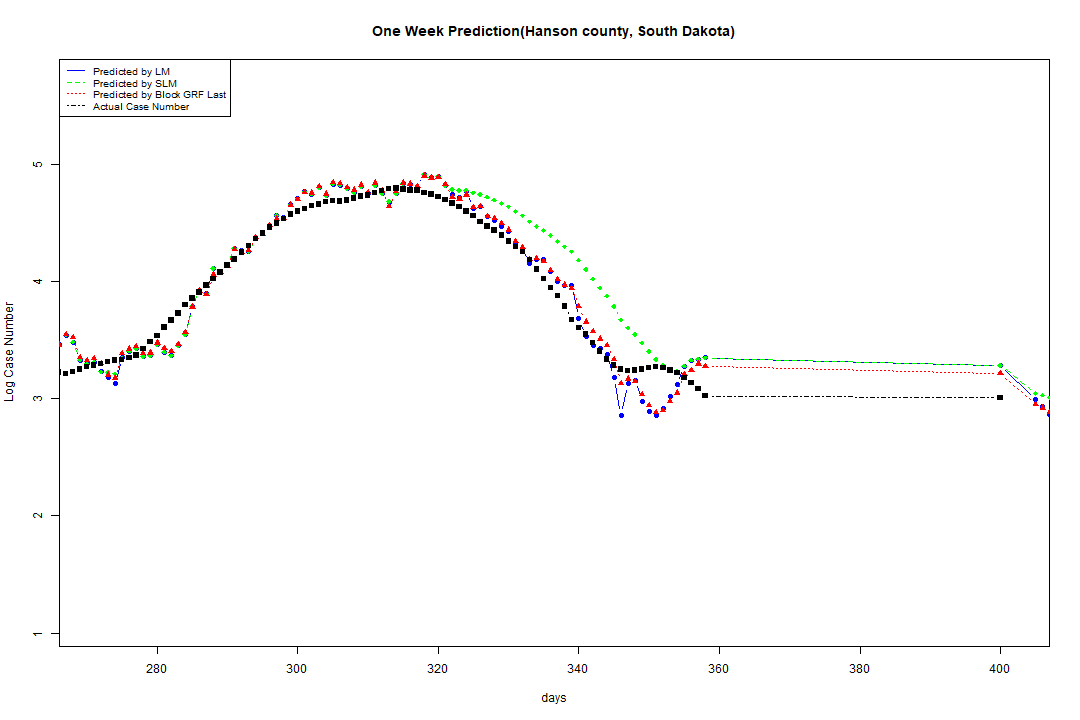 One Week Prediction(Hanson county, South Dakota)
Predicted by LM
Predicted by SLM
Predicted by Block GRF Last
Actual Case Number
5
4
3
2
1
Log Case Number
280 300 320 340 360 380 400
days